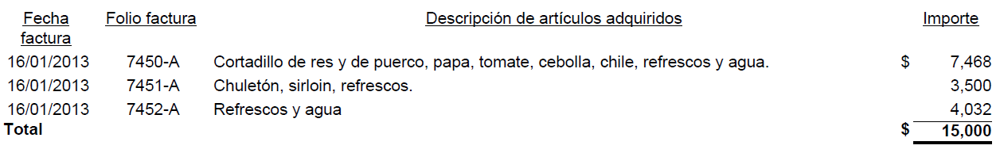 Fecha factura Folio factura Descripción de artículos adquiridos Importe
16/01/2013 7450-A Cortadillo de res y de puerco, papa, tomate, cebolla, chile, refrescos y agua. $ 7,468
16/01/2013 7451-A Chuletón, sirloin, refrescos. 3,500
16/01/2013 7452-A Refrescos y agua 4,032
Total $ 15,000